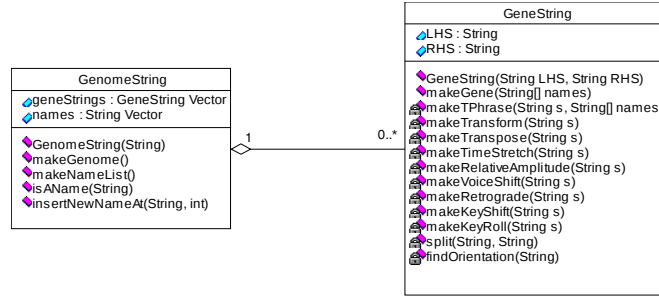 GenomeString
geneStrings : GeneString Vector
names : String Vector
GenomeString(String)
makeGenome()
makeNameList()
isAName(String)
insertNewNameAt(String, int)
1
0..*
GeneString
LHS : String
RHS : String
GeneString(String LHS, String RHS)
makeGene(String[] names)
makeTPhrase(String s, String[] names
makeTransform(String s)
makeTranspose(String s)
makeTimeStretch(String s)
makeRelativeAmplitude(String s)
makeVoiceShift(String s)
makeRetrograde(String s)
makeKeyShift(String s)
makeKeyRoll(String s)
split(String, String)
findOrientation(String)